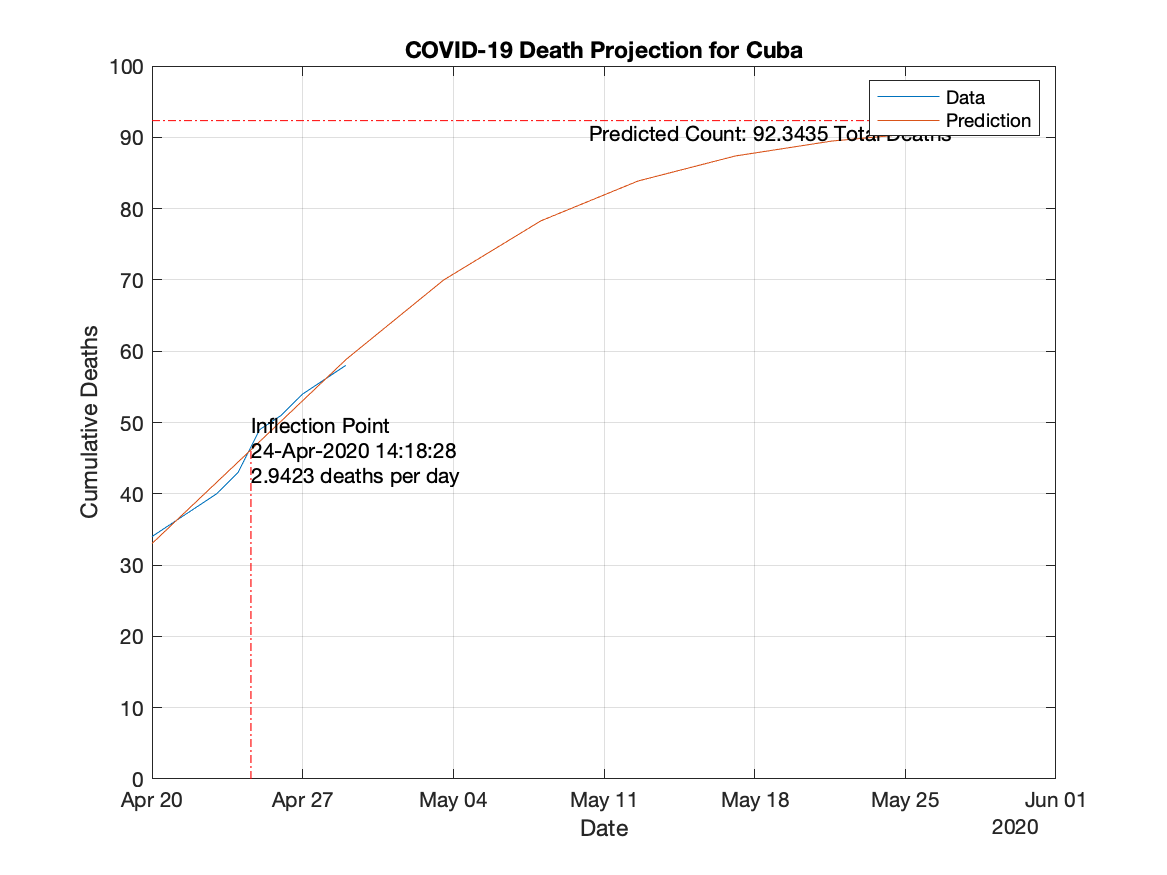 COVID-19 Death Projection for Cuba
100
90
80
70
60
50
40
30
20
10
0
Cumulative Deaths
Data
Prediction
Predicted Count: 92.3435 Total Deaths
Inflection Point
24-Apr-2020 14:18:28
2.9423 deaths per day
Apr 20
Apr 27
May 04
May 11
May 18
May 25
Jun 01
Date
2020